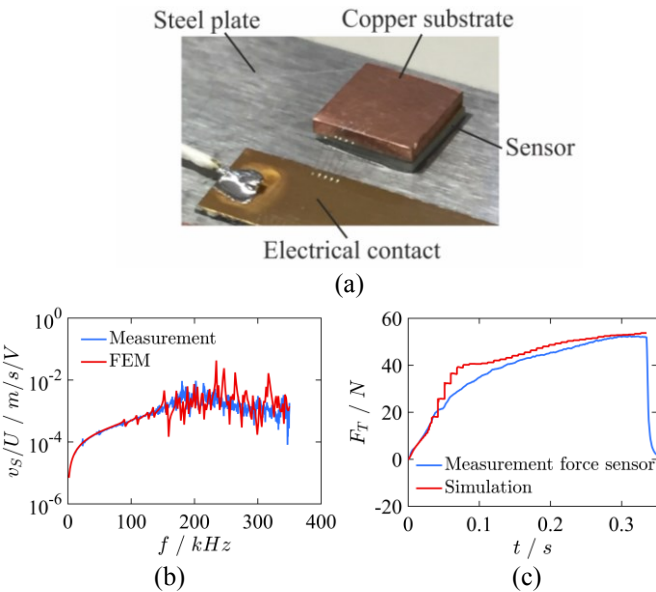 Steel plate
Copper substrate
Sensor
Electrical contact
(a)
v_S/U / m/s/V
10^0
10^-2
10^-4
10^-6
Measurement
FEM
0
100
200
300
400
f / kHz
(b)
F_T / N
60
40
20
0
-20
Measurement force sensor
Simulation
0
0.1
0.2
0.3
t / s
(c)